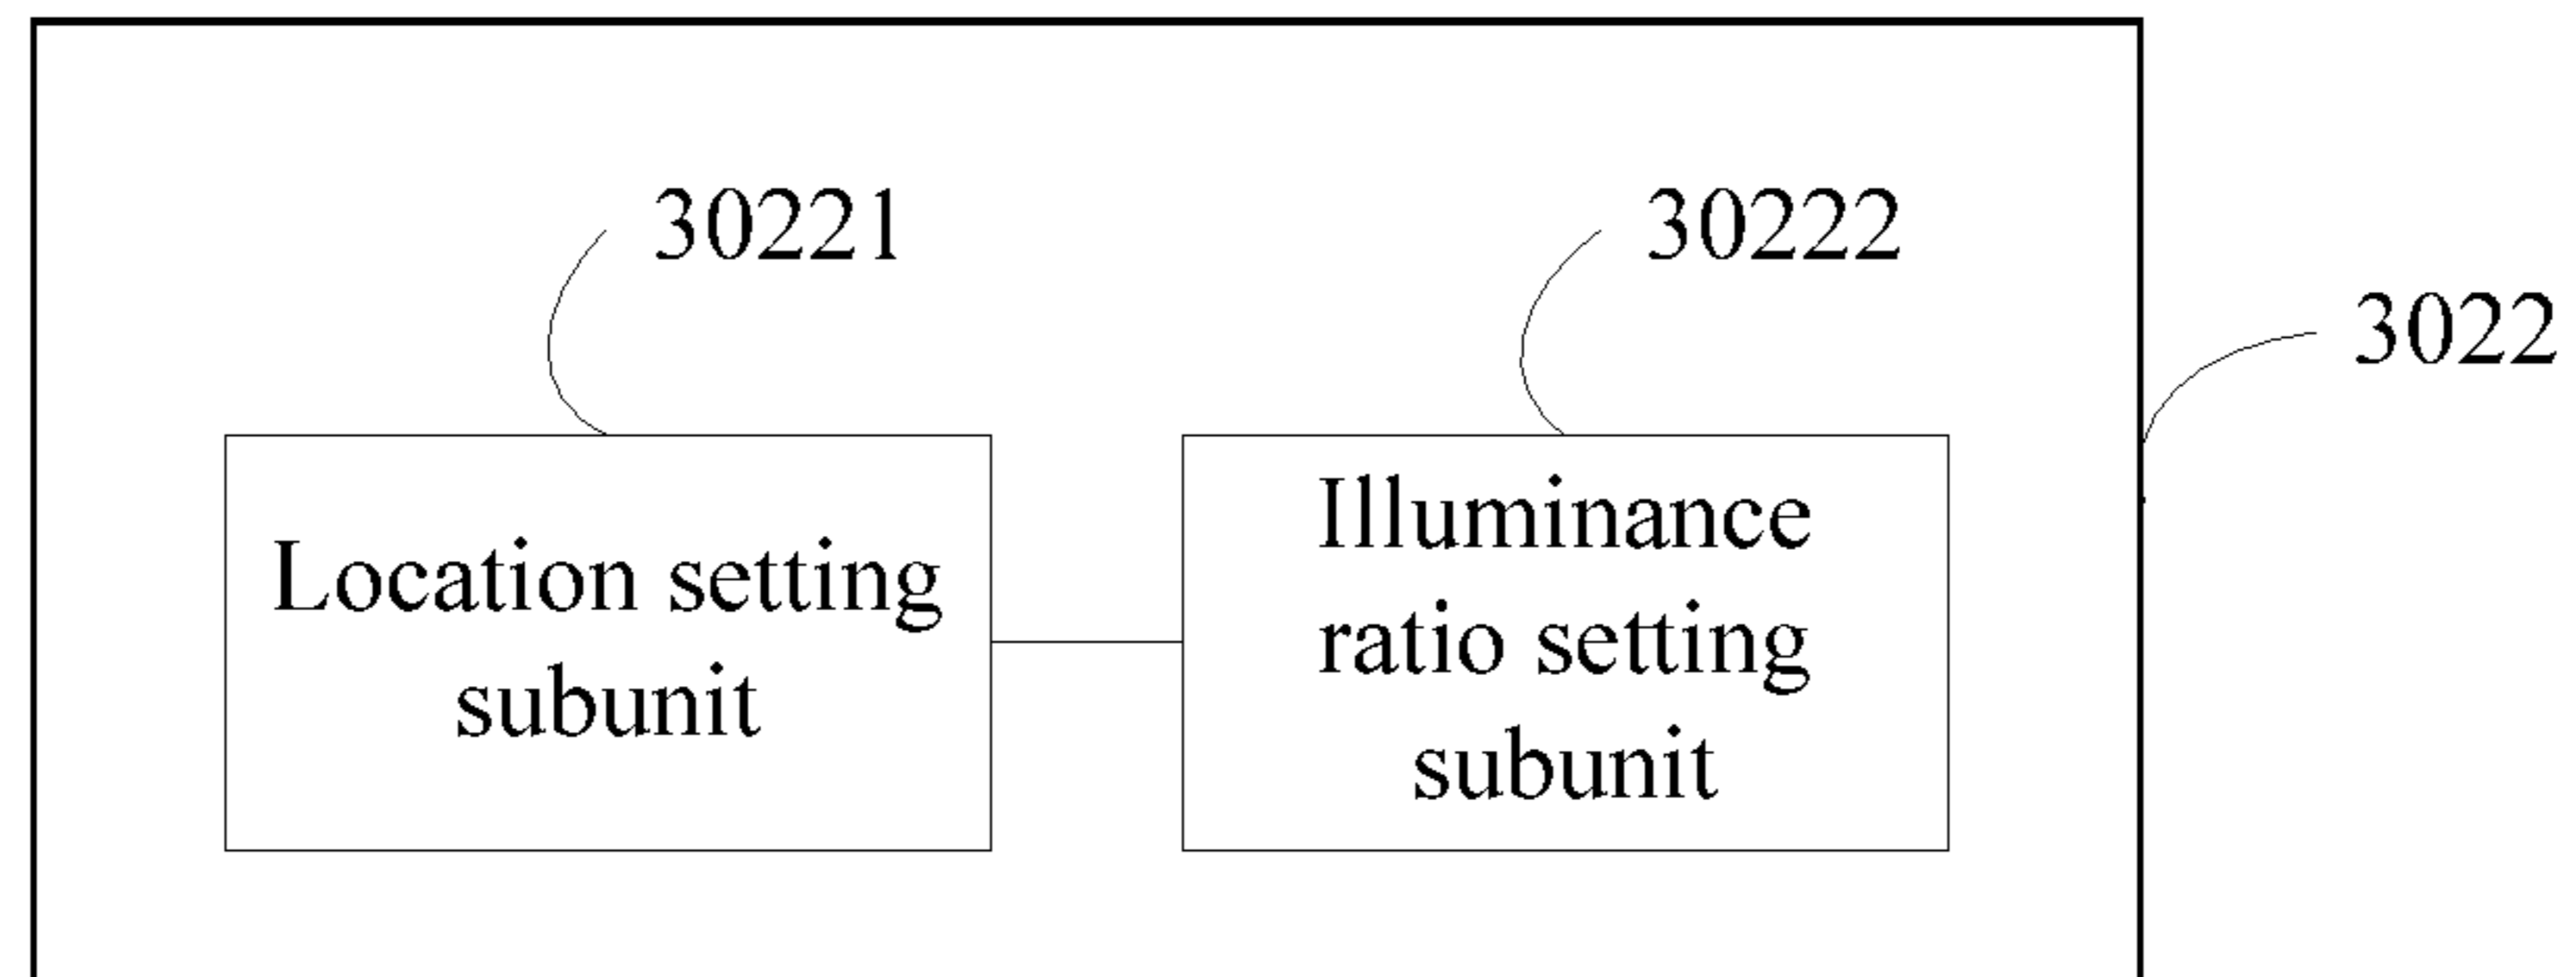 30221
30222
3022
Location setting
subunit
Illuminance
ratio setting
subunit